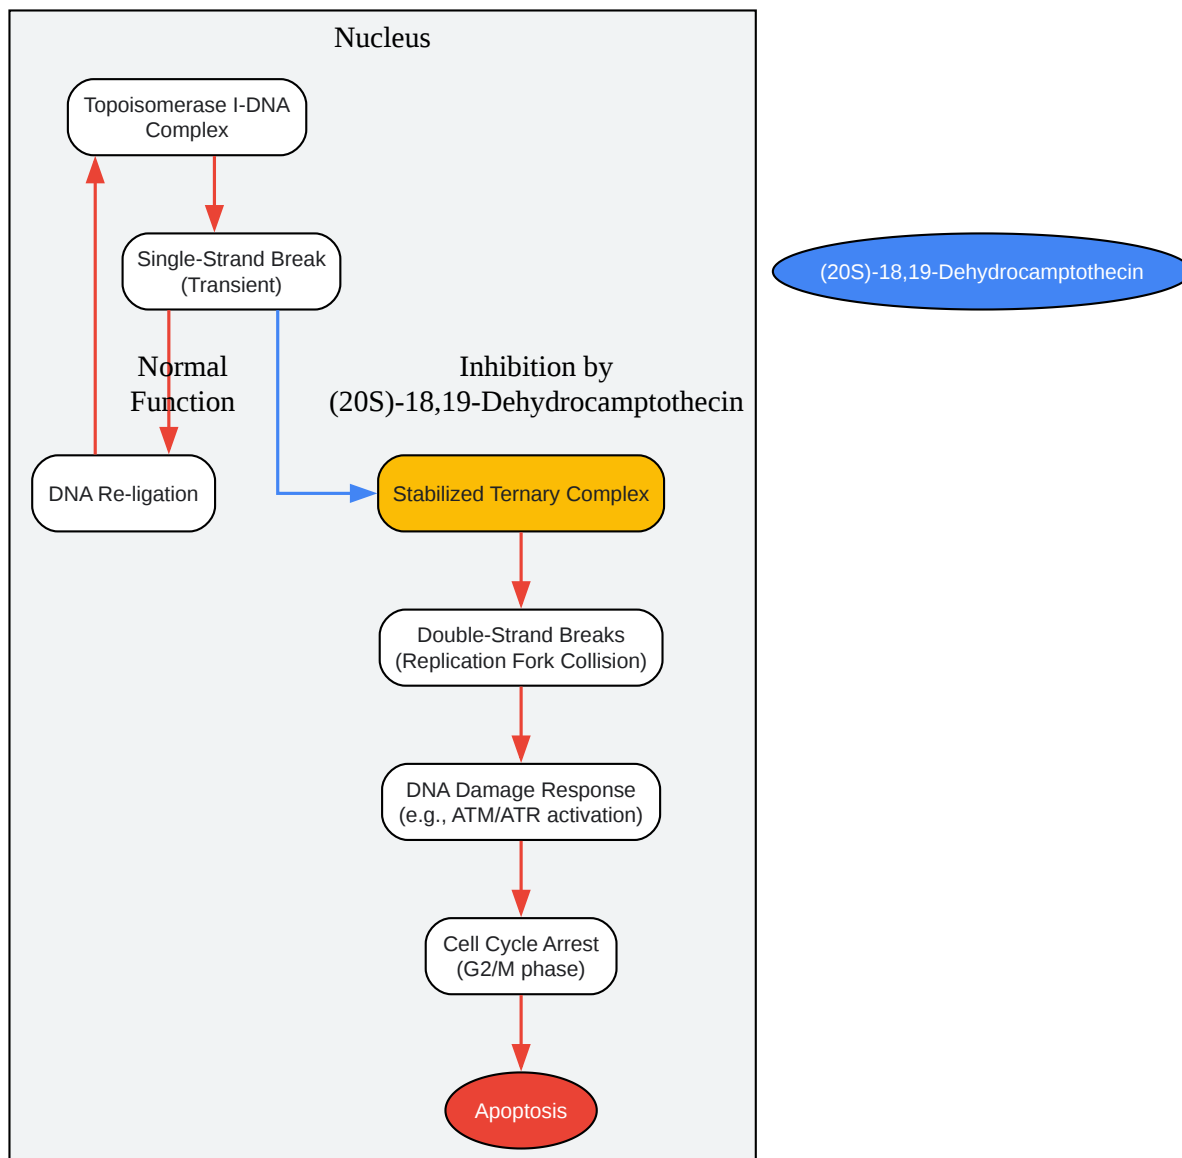 Nucleus
Topoisomerase I-DNA
Complex
Single-Strand Break
(Transient)
(20S)-18,19-Dehydrocamptothecin
Normal
Function
Inhibition by
(20S)-18,19-Dehydrocamptothecin
DNA Re-ligation
Stabilized Ternary Complex
Double-Strand Breaks
(Replication Fork Collision)
DNA Damage Response
(e.g., ATM/ATR activation)
Cell Cycle Arrest
(G2/M phase)
Apoptosis